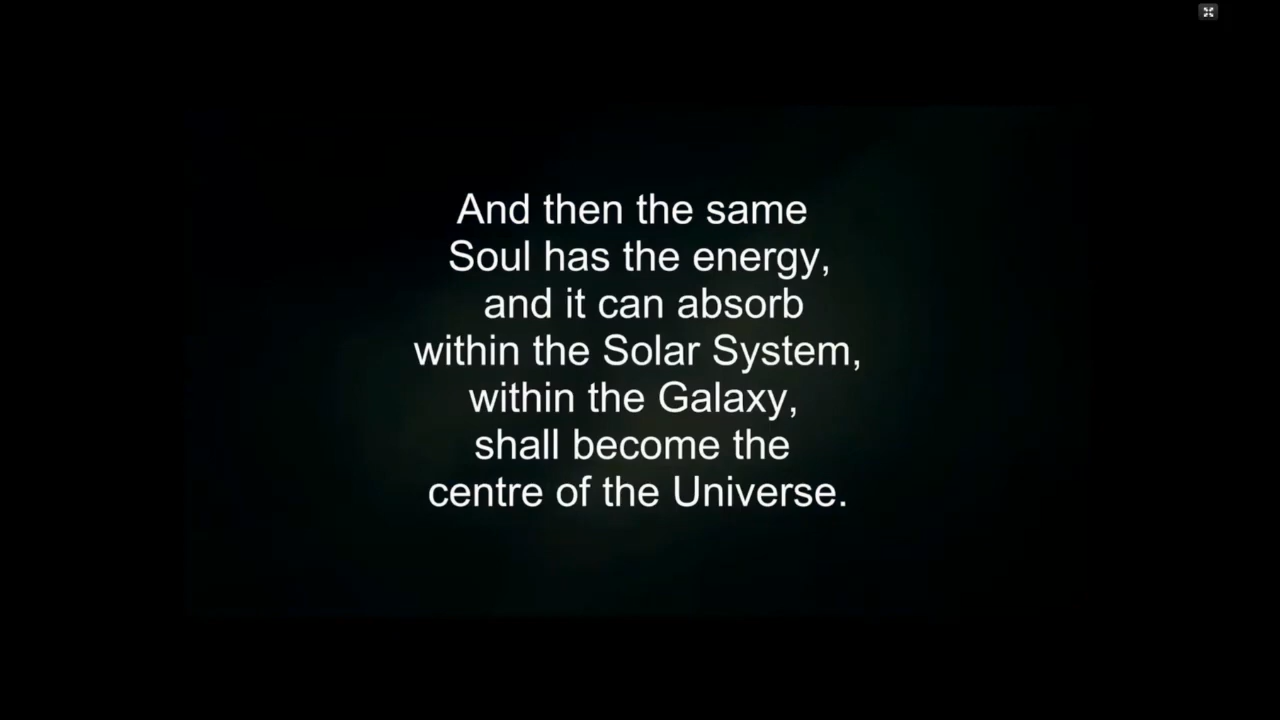 And then the same
Soul has the energy,
and it can absorb
within the Solar System,
within the Galaxy,
shall become the
centre of the Universe.